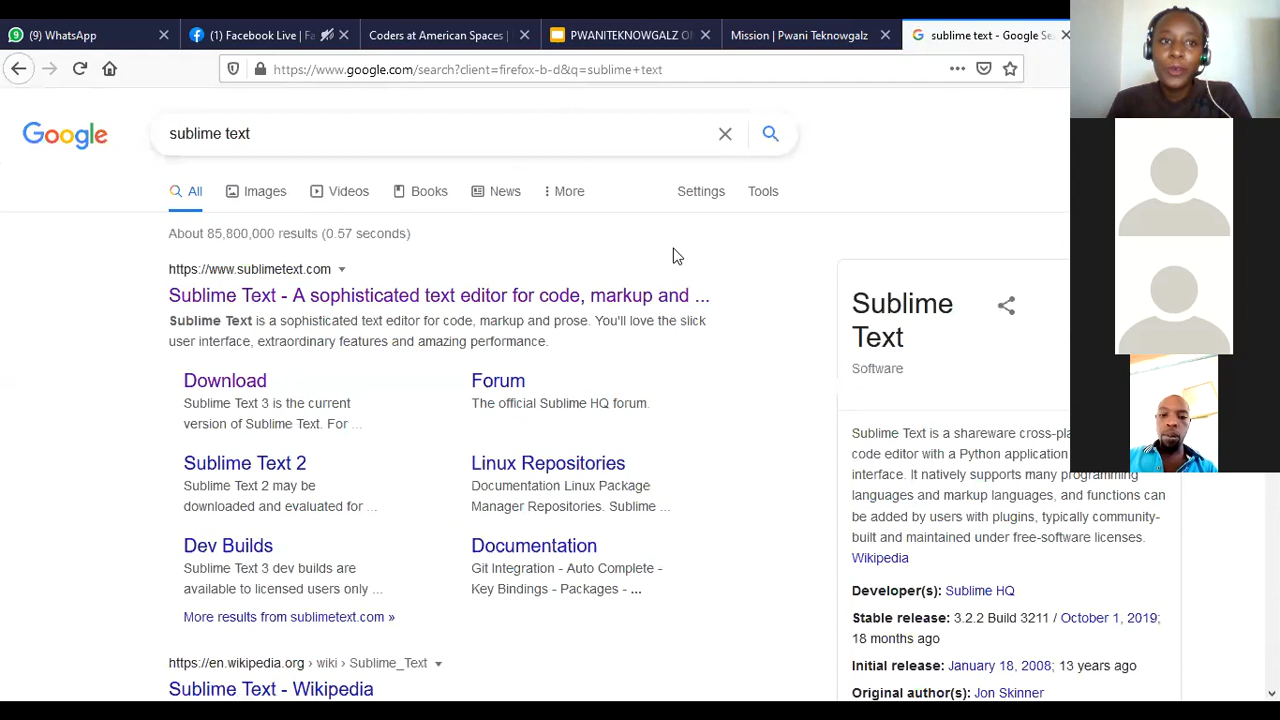 (9) WhatsApp
(1) Facebook Live | Fa
Coders at American Spaces |
PWANITEKNOWGALZ O
Mission | Pwani Teknowgalz
sublime text - Google Se
https://www.google.com/search?client=firefox-b-d&q=sublime+text
Google
sublime text
All
Images
Videos
Books
News
More
Settings
Tools
About 85,800,000 results (0.57 seconds)
https://www.sublimetext.com
Sublime Text - A sophisticated text editor for code, markup and ...
Sublime Text is a sophisticated text editor for code, markup and prose. You'll love the slick
user interface, extraordinary features and amazing performance.
Download
Sublime Text 3 is the current
version of Sublime Text. For ...
Forum
The official Sublime HQ forum.
Sublime Text 2
Sublime Text 2 may be
downloaded and evaluated for ...
Linux Repositories
Documentation Linux Package
Manager Repositories. Sublime ...
Dev Builds
Sublime Text 3 dev builds are
available to licensed users only ...
Documentation
Git Integration - Auto Complete -
Key Bindings - Packages - ...
More results from sublimetext.com »
https://en.wikipedia.org › wiki › Sublime_Text
Sublime Text - Wikipedia
Sublime
Text
Software
Sublime Text is a shareware cross-pla
code editor with a Python application
interface. It natively supports many programming
languages and markup languages, and functions can
be added by users with plugins, typically community-
built and maintained under free-software licenses.
Wikipedia
Developer(s): Sublime HQ
Stable release: 3.2.2 Build 3211 / October 1, 2019;
18 months ago
Initial release: January 18, 2008; 13 years ago
Original author(s): Jon Skinner